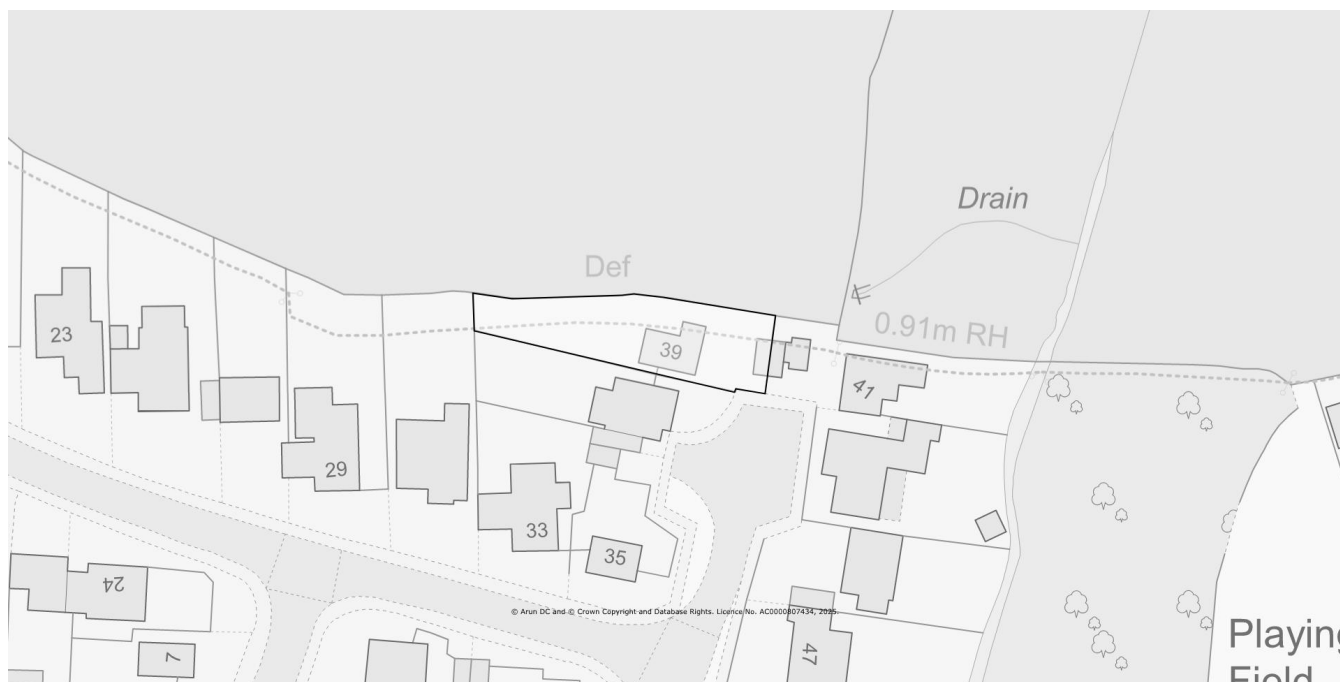 Drain
Def
0.91m RH
23
39
41
29
33
35
24
7
47
© Arun DC and © Crown Copyright and Database Rights. Licence No. AC0000807434, 2025.
Playing
Field